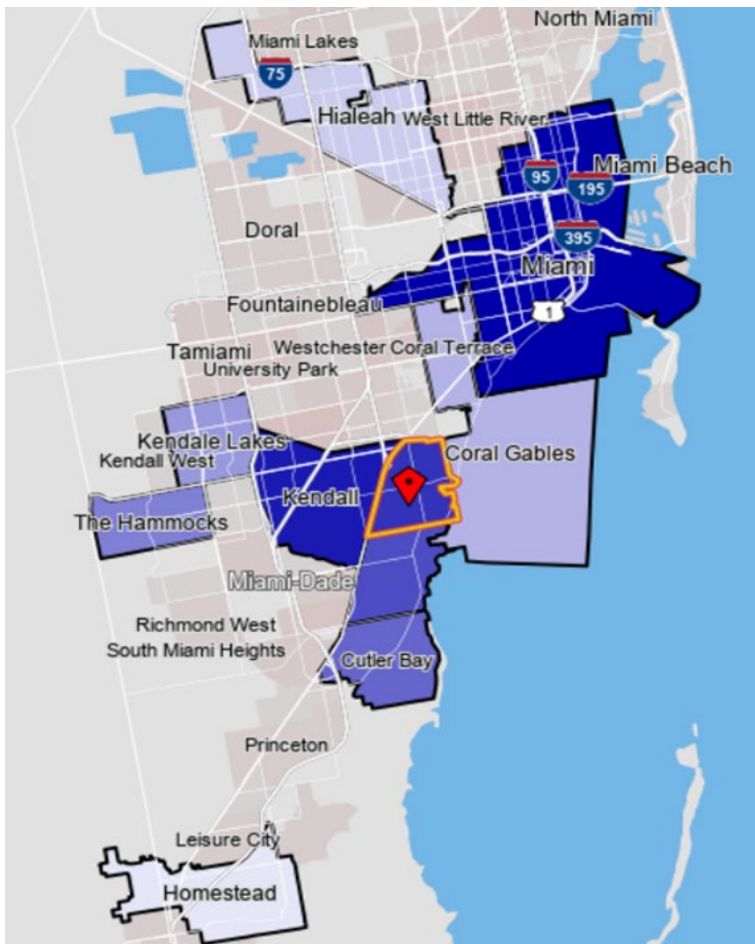 North Miami
Miami Lakes
75
Hialeah
West Little River
95
Miami Beach
195
Doral
395
Miami
Fountainebleau
1
Tamiami
Westchester
Coral Terrace
University Park
Kendale Lakes
Coral Gables
Kendall West
Kendall
The Hammocks
Miami-Dade
Richmond West
South Miami Heights
Cutler Bay
Princeton
Leisure City
Homestead